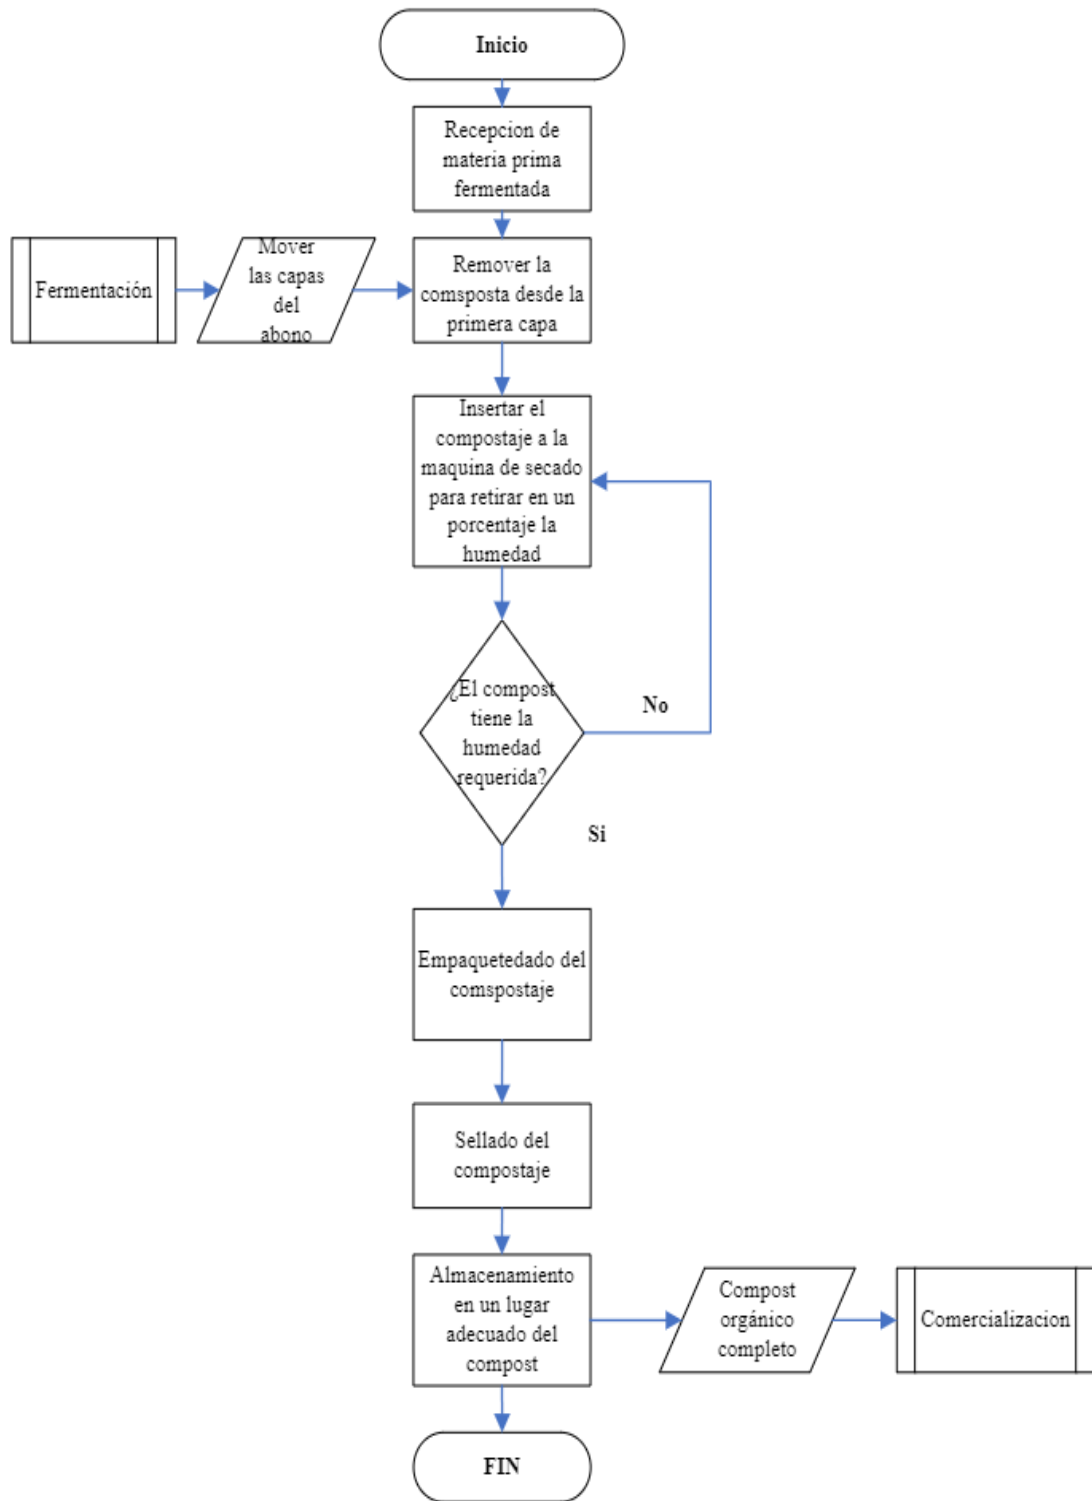 Inicio
Recepcion de
materia prima
fermentada
Fermentación
Mover
las capas
del
abono
Remover la
comsposta desde la
primera capa
Insertar el
compostaje a la
maquina de secado
para retirar en un
porcentaje la
humedad
¿El compost
tiene la
humedad
requerida?
No
Si
Empaquetedado del
comspostaje
Sellado del
compostaje
Almacenamiento
en un lugar
adecuado del
compost
Compost
orgánico
completo
Comercializacion
FIN